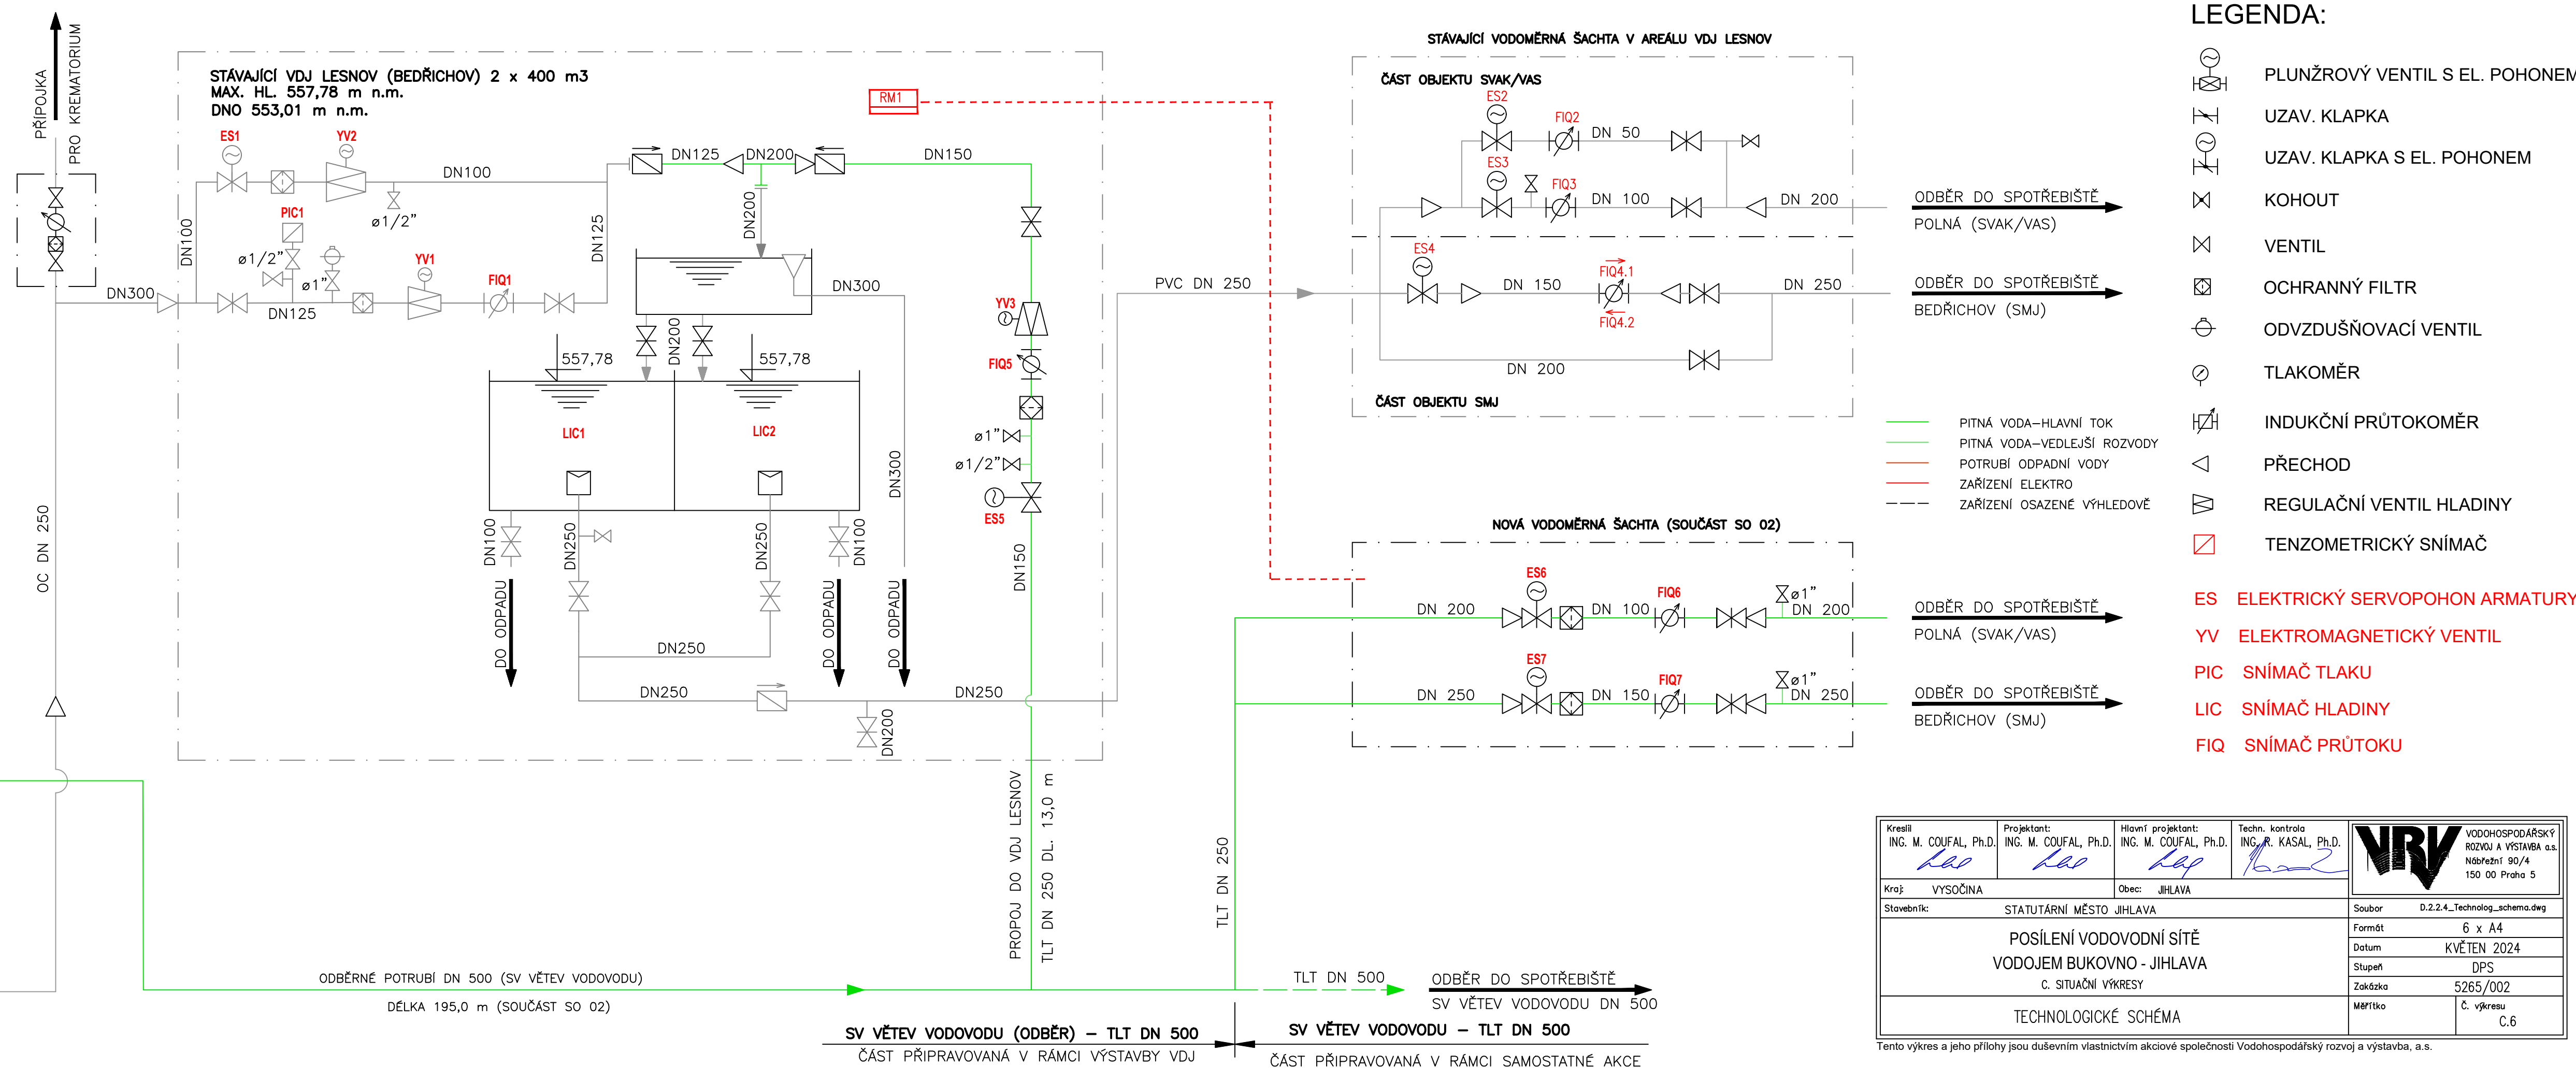 PŘÍPOJKA
PRO KREMATORIUM
STÁVAJÍCÍ VDJ LESNOV (BEDŘICHOV) 2 x 400 m3
MAX. HL. 557,78 m n.m.
DNO 553,01 m n.m.
ES1
YV2
DN100
ø1/2"
DN100
PIC1
ø1/2"
ø1"
YV1
FIQ1
DN300
DN125
DN125
OC DN 250
RM1
DN125
DN200
DN150
DN200
DN300
DN200
557,78
557,78
LIC1
LIC2
YV3
FIQ5
ø1"
ø1/2"
ES5
DN150
DN300
DN100
DN250
DN250
DN100
DO ODPADU
DO ODPADU
DO ODPADU
DN250
DN250
DN250
DN200
PROPOJ DO VDJ LESNOV
TLT DN 250 DL. 13,0 m
ODBĚRNÉ POTRUBÍ DN 500 (SV VĚTEV VODOVODU)
DÉLKA 195,0 m (SOUČÁST SO 02)
PVC DN 250
STÁVAJÍCÍ VODOMĚRNÁ ŠACHTA V AREÁLU VDJ LESNOV
ČÁST OBJEKTU SVAK/VAS
ES2
FIQ2
DN 50
ES3
FIQ3
DN 100
DN 200
ES4
FIQ4.1
DN 150
FIQ4.2
DN 250
DN 200
ČÁST OBJEKTU SMJ
ODBĚR DO SPOTŘEBIŠTĚ
POLNÁ (SVAK/VAS)
ODBĚR DO SPOTŘEBIŠTĚ
BEDŘICHOV (SMJ)
PITNÁ VODA–HLAVNÍ TOK
PITNÁ VODA–VEDLEJŠÍ ROZVODY
POTRUBÍ ODPADNÍ VODY
ZAŘÍZENÍ ELEKTRO
ZAŘÍZENÍ OSAZENÉ VÝHLEDOVĚ
NOVÁ VODOMĚRNÁ ŠACHTA (SOUČÁST SO 02)
ES6
FIQ6
DN 200
DN 100
ø1"
DN 200
ES7
FIQ7
DN 250
DN 150
ø1"
DN 250
ODBĚR DO SPOTŘEBIŠTĚ
POLNÁ (SVAK/VAS)
ODBĚR DO SPOTŘEBIŠTĚ
BEDŘICHOV (SMJ)
TLT DN 250
TLT DN 500
ODBĚR DO SPOTŘEBIŠTĚ
SV VĚTEV VODOVODU DN 500
SV VĚTEV VODOVODU (ODBĚR) – TLT DN 500
ČÁST PŘIPRAVOVANÁ V RÁMCI VÝSTAVBY VDJ
SV VĚTEV VODOVODU – TLT DN 500
ČÁST PŘIPRAVOVANÁ V RÁMCI SAMOSTATNÉ AKCE
LEGENDA:
PLUNŽROVÝ VENTIL S EL. POHONEM
UZAV. KLAPKA
UZAV. KLAPKA S EL. POHONEM
KOHOUT
VENTIL
OCHRANNÝ FILTR
ODVZDUŠŇOVACÍ VENTIL
TLAKOMĚR
INDUKČNÍ PRŮTOKOMĚR
PŘECHOD
REGULAČNÍ VENTIL HLADINY
TENZOMETRICKÝ SNÍMAČ
ES ELEKTRICKÝ SERVOPOHON ARMATURY
YV ELEKTROMAGNETICKÝ VENTIL
PIC SNÍMAČ TLAKU
LIC SNÍMAČ HLADINY
FIQ SNÍMAČ PRŮTOKU
Kreslil
ING. M. COUFAL, Ph.D.
Projektant:
ING. M. COUFAL, Ph.D.
Hlavní projektant:
ING. M. COUFAL, Ph.D.
Techn. kontrola
ING. R. KASAL, Ph.D.
VRV
VODOHOSPODÁŘSKÝ
ROZVOJ A VÝSTAVBA a.s.
Nábřežní 90/4
150 00 Praha 5
Kraj: VYSOČINA
Obec: JIHLAVA
Stavebník: STATUTÁRNÍ MĚSTO JIHLAVA
Soubor D.2.2.4_Technolog_schema.dwg
POSÍLENÍ VODOVODNÍ SÍTĚ
VODOJEM BUKOVNO - JIHLAVA
C. SITUAČNÍ VÝKRESY
Formát 6 x A4
Datum KVĚTEN 2024
Stupeň DPS
Zakázka 5265/002
TECHNOLOGICKÉ SCHÉMA
Měřítko
Č. výkresu
C.6
Tento výkres a jeho přílohy jsou duševním vlastnictvím akciové společnosti Vodohospodářský rozvoj a výstavba, a.s.